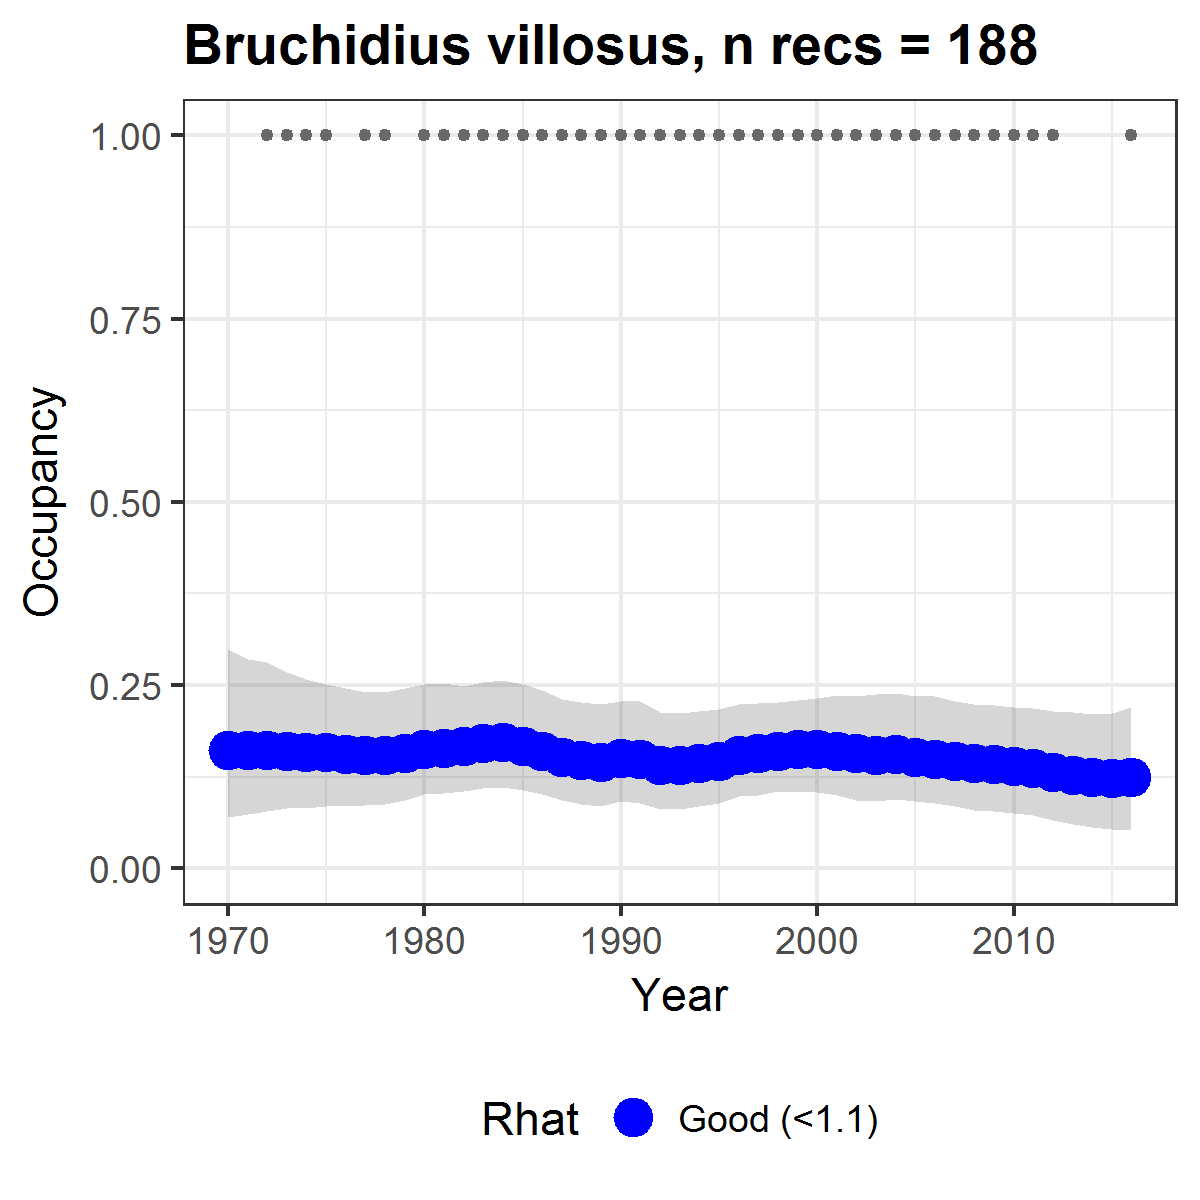 Bruchidius villosus, n recs = 188
1.00
0.75
0.50
0.25
0.00
Occupancy
1970 1980 1990 2000 2010
Year
Rhat Good (<1.1)